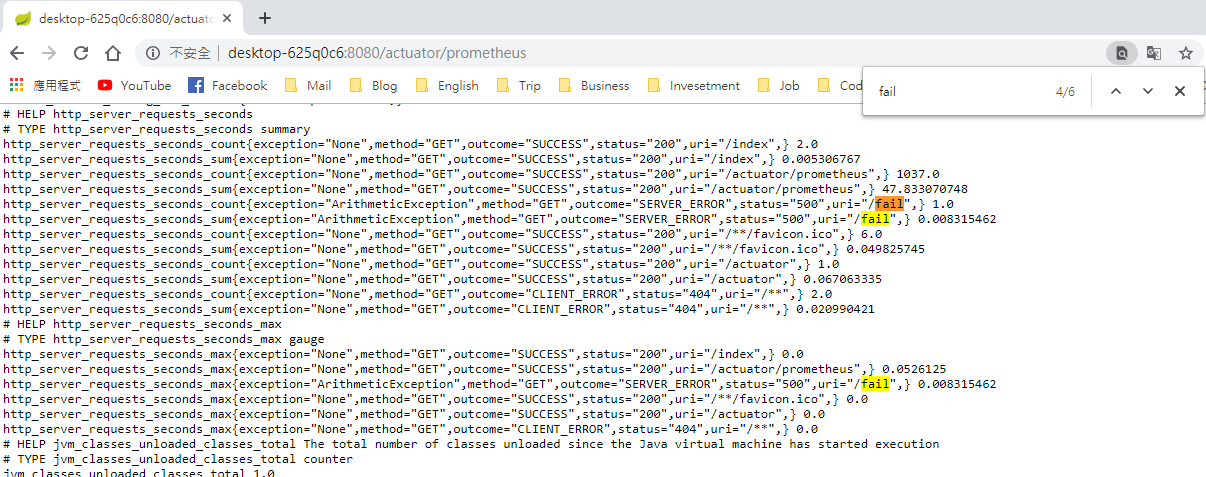 desktop-625q0c6:8080/actuato
不安全 desktop-625q0c6:8080/actuator/prometheus
應用程式 YouTube Facebook Mail Blog English Trip Business Invesetment Job Cod
fail 4/6
# HELP http_server_requests_seconds
# TYPE http_server_requests_seconds summary
http_server_requests_seconds_count{exception="None",method="GET",outcome="SUCCESS",status="200",uri="/index",} 2.0
http_server_requests_seconds_sum{exception="None",method="GET",outcome="SUCCESS",status="200",uri="/index",} 0.005306767
http_server_requests_seconds_count{exception="None",method="GET",outcome="SUCCESS",status="200",uri="/actuator/prometheus",} 1037.0
http_server_requests_seconds_sum{exception="None",method="GET",outcome="SUCCESS",status="200",uri="/actuator/prometheus",} 47.833070748
http_server_requests_seconds_count{exception="ArithmeticException",method="GET",outcome="SERVER_ERROR",status="500",uri="/fail",} 1.0
http_server_requests_seconds_sum{exception="ArithmeticException",method="GET",outcome="SERVER_ERROR",status="500",uri="/fail",} 0.008315462
http_server_requests_seconds_count{exception="None",method="GET",outcome="SUCCESS",status="200",uri="/**/favicon.ico",} 6.0
http_server_requests_seconds_sum{exception="None",method="GET",outcome="SUCCESS",status="200",uri="/**/favicon.ico",} 0.049825745
http_server_requests_seconds_count{exception="None",method="GET",outcome="SUCCESS",status="200",uri="/actuator",} 1.0
http_server_requests_seconds_sum{exception="None",method="GET",outcome="SUCCESS",status="200",uri="/actuator",} 0.067063335
http_server_requests_seconds_count{exception="None",method="GET",outcome="CLIENT_ERROR",status="404",uri="/**",} 2.0
http_server_requests_seconds_sum{exception="None",method="GET",outcome="CLIENT_ERROR",status="404",uri="/**",} 0.020990421
# HELP http_server_requests_seconds_max
# TYPE http_server_requests_seconds_max gauge
http_server_requests_seconds_max{exception="None",method="GET",outcome="SUCCESS",status="200",uri="/index",} 0.0
http_server_requests_seconds_max{exception="None",method="GET",outcome="SUCCESS",status="200",uri="/actuator/prometheus",} 0.0526125
http_server_requests_seconds_max{exception="ArithmeticException",method="GET",outcome="SERVER_ERROR",status="500",uri="/fail",} 0.008315462
http_server_requests_seconds_max{exception="None",method="GET",outcome="SUCCESS",status="200",uri="/**/favicon.ico",} 0.0
http_server_requests_seconds_max{exception="None",method="GET",outcome="SUCCESS",status="200",uri="/actuator",} 0.0
http_server_requests_seconds_max{exception="None",method="GET",outcome="CLIENT_ERROR",status="404",uri="/**",} 0.0
# HELP jvm_classes_unloaded_classes_total The total number of classes unloaded since the Java virtual machine has started execution
# TYPE jvm_classes_unloaded_classes_total counter
jvm_classes_unloaded_classes_total 1.0